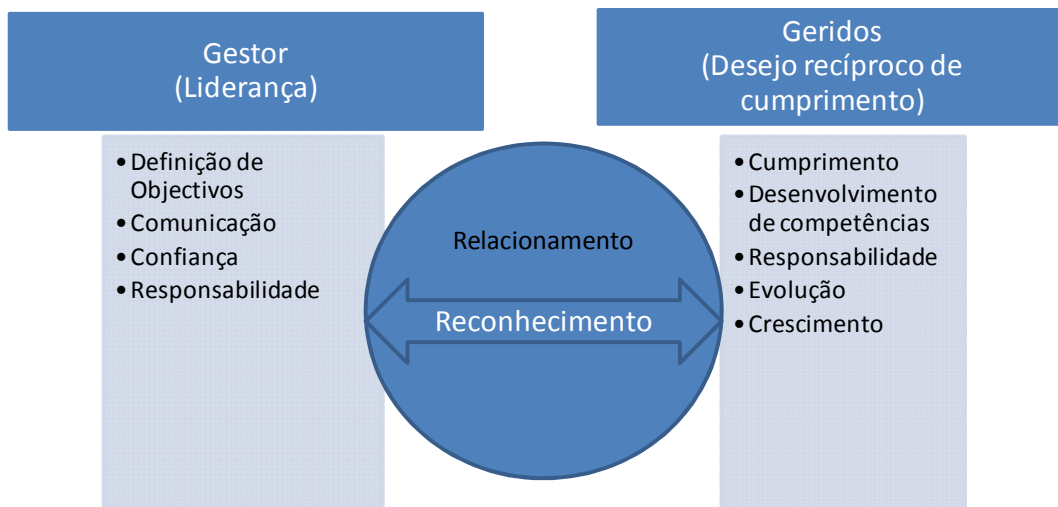 Gestor
(Liderança)
• Definição de
Objectivos
• Comunicação
• Confiança
• Responsabilidade
Relacionamento
Reconhecimento
Geridos
(Desejo recíproco de
cumprimento)
• Cumprimento
• Desenvolvimento
de competências
• Responsabilidade
• Evolução
• Crescimento